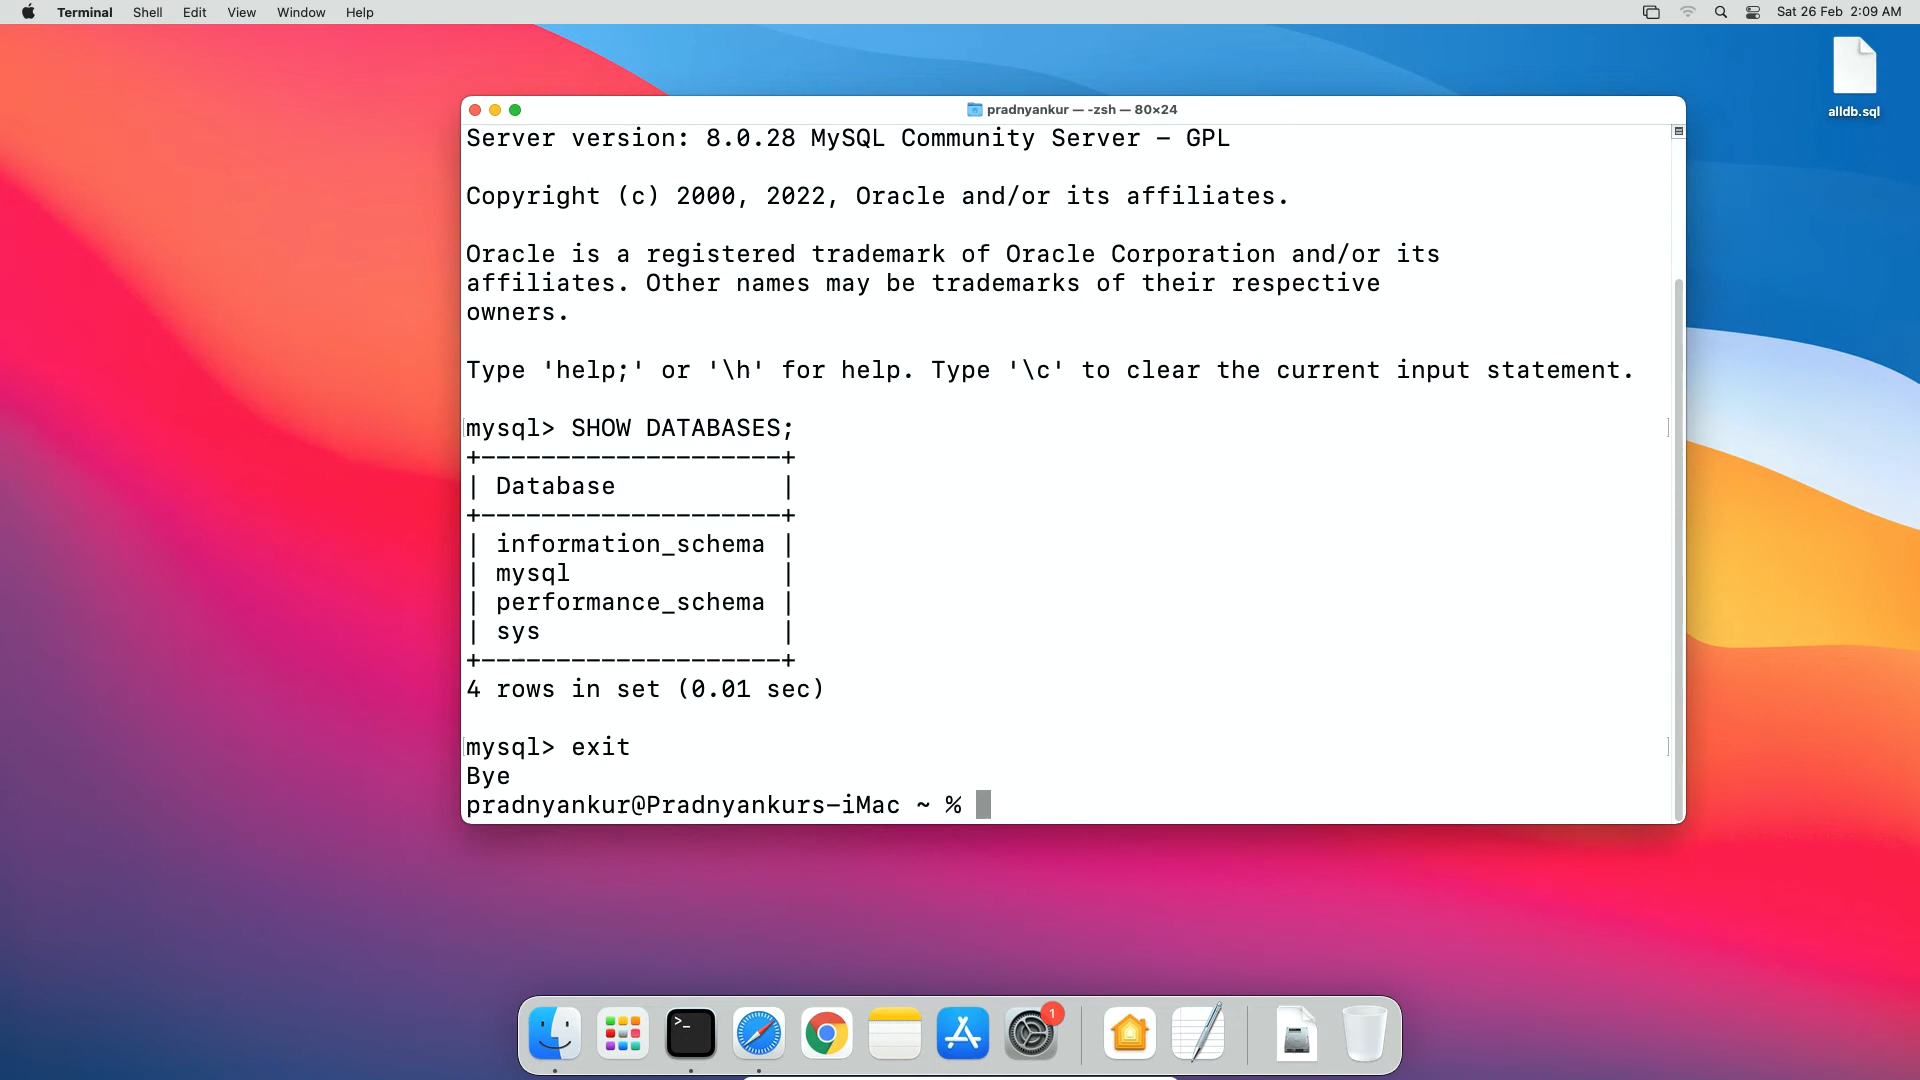 Terminal Shell Edit View Window Help Sat 26 Feb 2:09 AM
alldb.sql
pradnyankur — -zsh — 80×24
Server version: 8.0.28 MySQL Community Server - GPL
Copyright (c) 2000, 2022, Oracle and/or its affiliates.
Oracle is a registered trademark of Oracle Corporation and/or its
affiliates. Other names may be trademarks of their respective
owners.
Type 'help;' or '\h' for help. Type '\c' to clear the current input statement.
[mysql> SHOW DATABASES; ]
+--------------------+
| Database           |
+--------------------+
| information_schema |
| mysql              |
| performance_schema |
| sys                |
+--------------------+
4 rows in set (0.01 sec)
[mysql> exit ]
Bye
pradnyankur@Pradnyankurs-iMac ~ %
>_
1